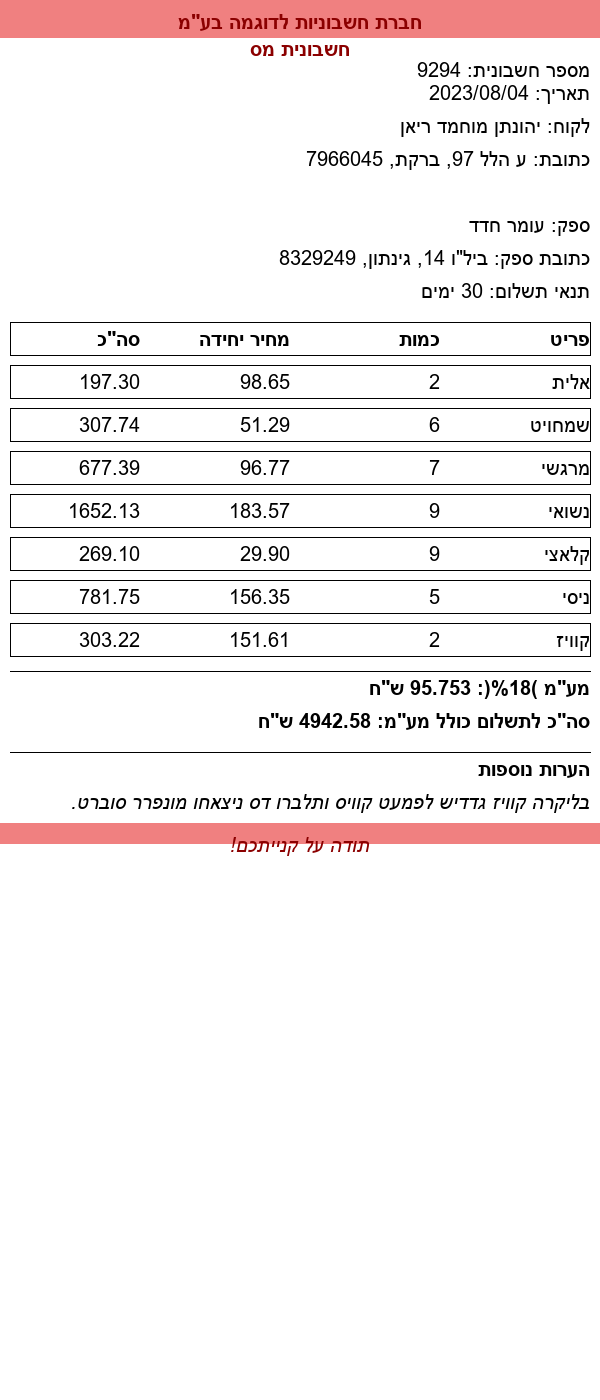 חברת חשבוניות לדוגמה בע"מ
חשבונית מס
מספר חשבונית: 9294
תאריך: 2023/08/04
לקוח: יהונתן מוחמד ריאן
כתובת: ע הלל 97, ברקת, 7966045
ספק: עומר חדד
כתובת ספק: ביל"ו 14, גינתון, 8329249
תנאי תשלום: 30 ימים
פריט כמות מחיר יחידה סה"כ
אלית 2 98.65 197.30
שמחויט 6 51.29 307.74
מרגשי 7 96.77 677.39
נשואי 9 183.57 1652.13
קלאצי 9 29.90 269.10
ניסי 5 156.35 781.75
קוויז 2 151.61 303.22
מע"מ )18%(: 95.753 ש"ח
סה"כ לתשלום כולל מע"מ: 4942.58 ש"ח
הערות נוספות
בליקרה קוויז גדדיש לפמעט קוויס ותלברו דס ניצאחו מונפרר סוברט.
תודה על קנייתכם!